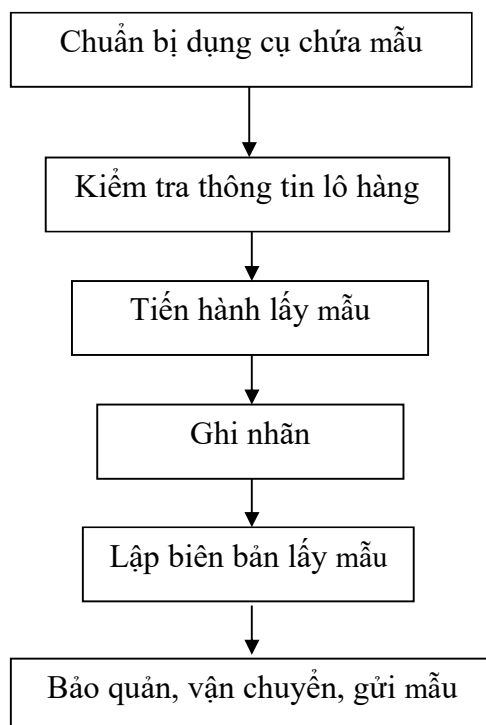 Chuẩn bị dụng cụ chứa mẫu
Kiểm tra thông tin lô hàng
Tiến hành lấy mẫu
Ghi nhãn
Lập biên bản lấy mẫu
Bảo quản, vận chuyển, gửi mẫu